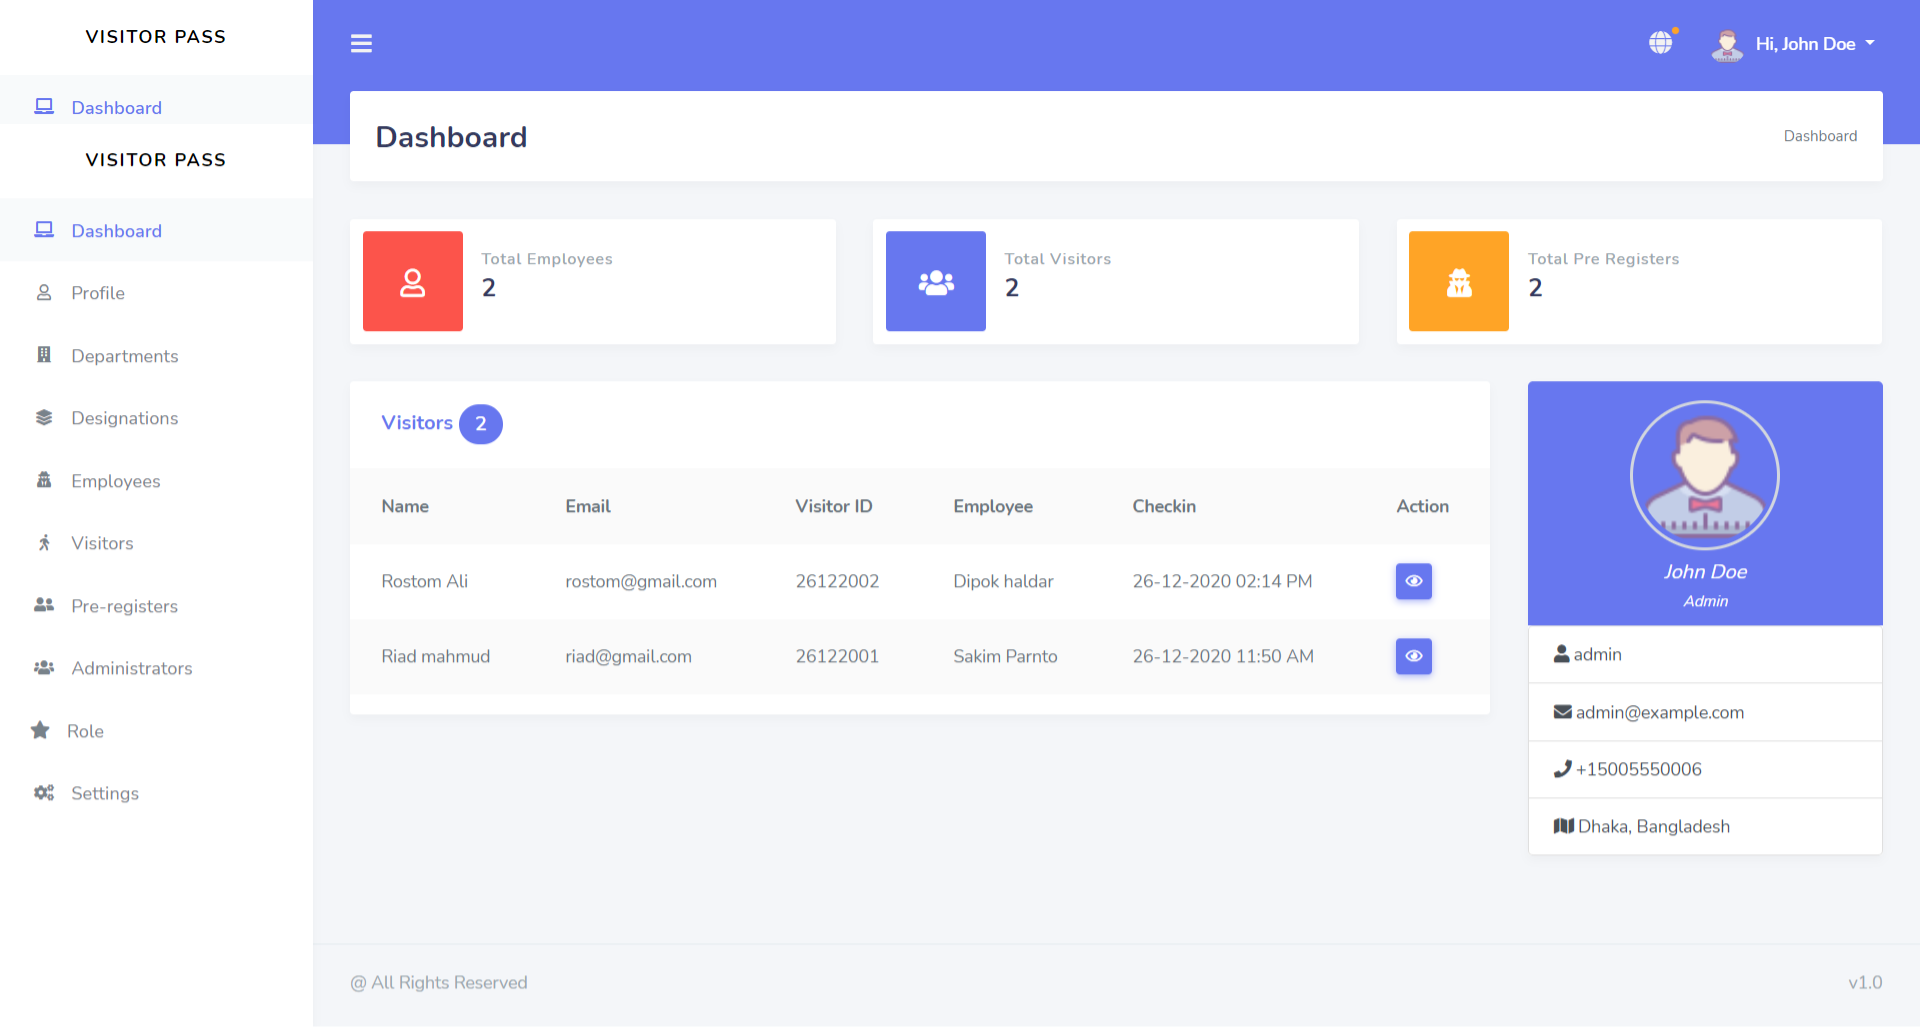 VISITOR PASS
Dashboard
VISITOR PASS
Dashboard
Profile
Departments
Designations
Employees
Visitors
Pre-registers
Administrators
Role
Settings
Hi, John Doe
Dashboard
Dashboard
Total Employees
2
Total Visitors
2
Total Pre Registers
2
Visitors 2
Name Email Visitor ID Employee Checkin Action
Rostom Ali rostom@gmail.com 26122002 Dipok haldar 26-12-2020 02:14 PM
Riad mahmud riad@gmail.com 26122001 Sakim Parnto 26-12-2020 11:50 AM
John Doe
Admin
admin
admin@example.com
+15005550006
Dhaka, Bangladesh
@ All Rights Reserved
v1.0